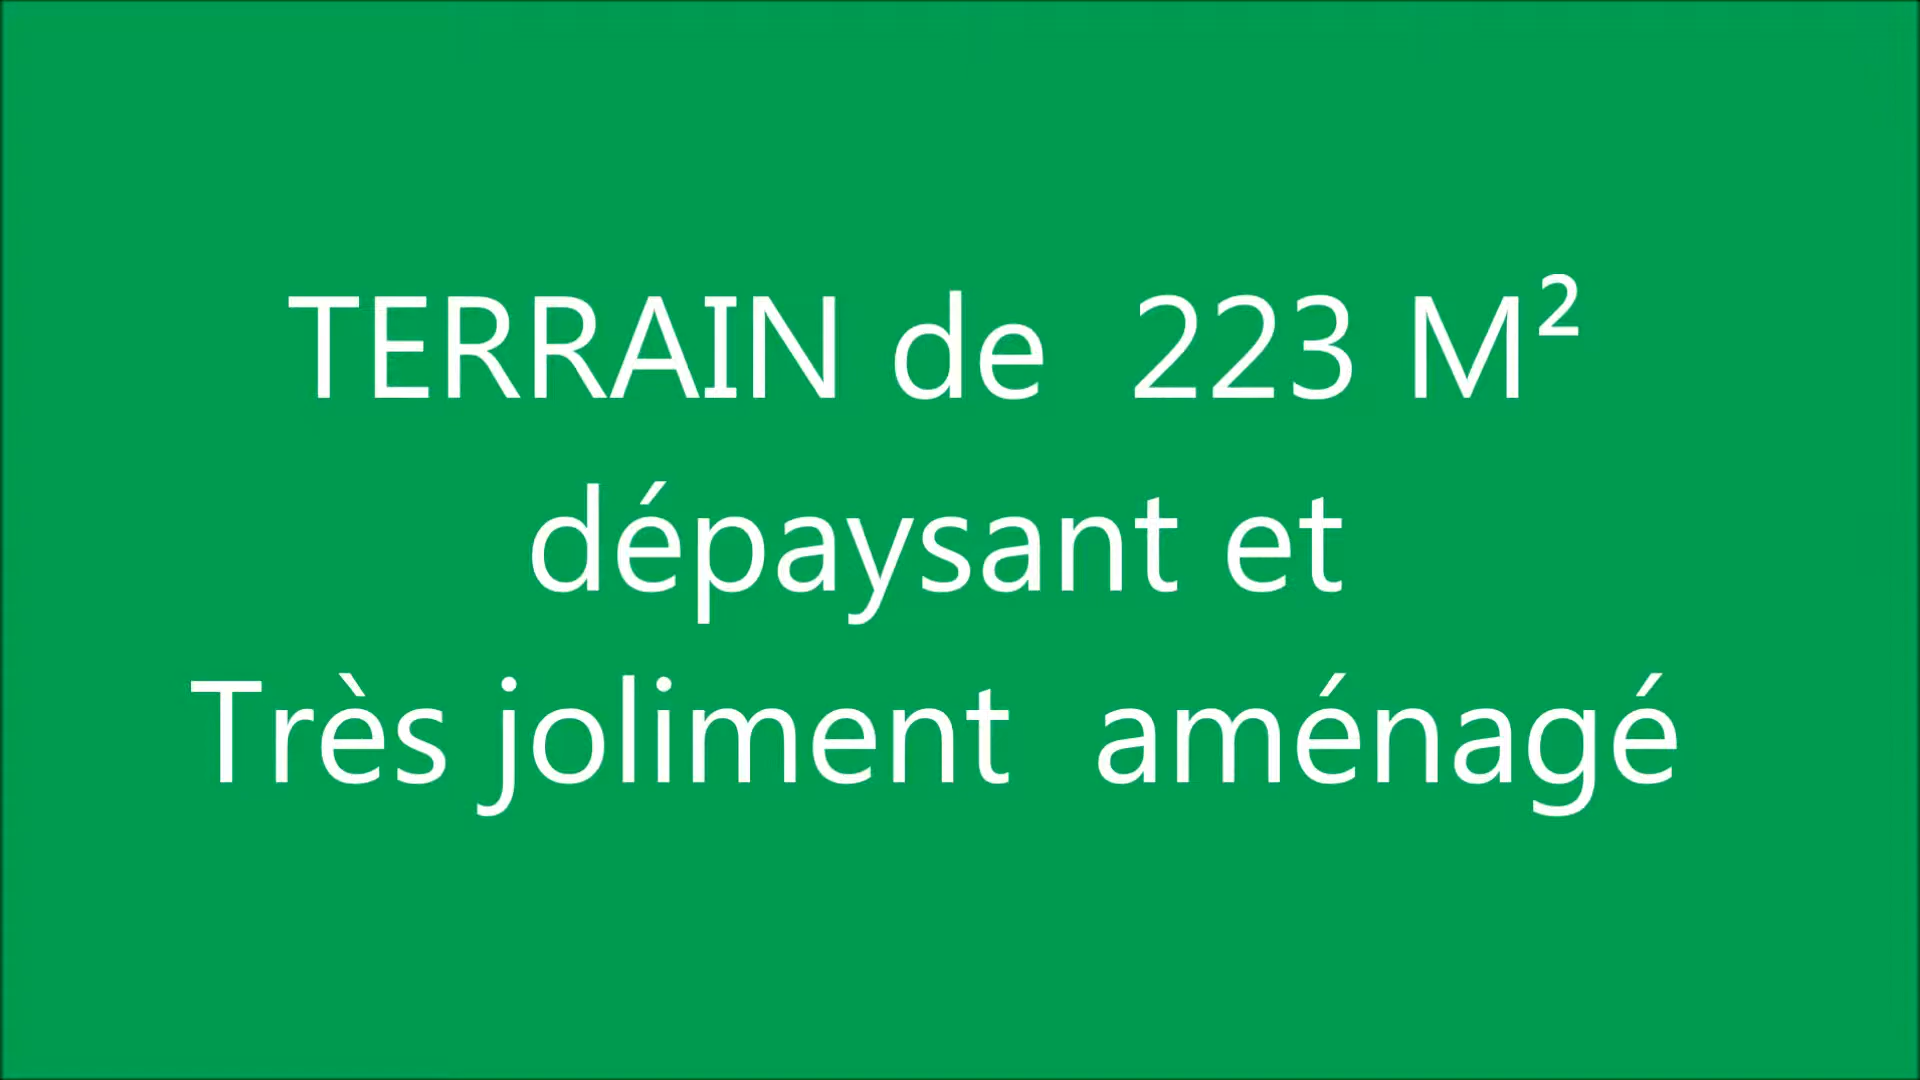 TERRAIN de  223 M²
dépaysant et
Très joliment  aménagé